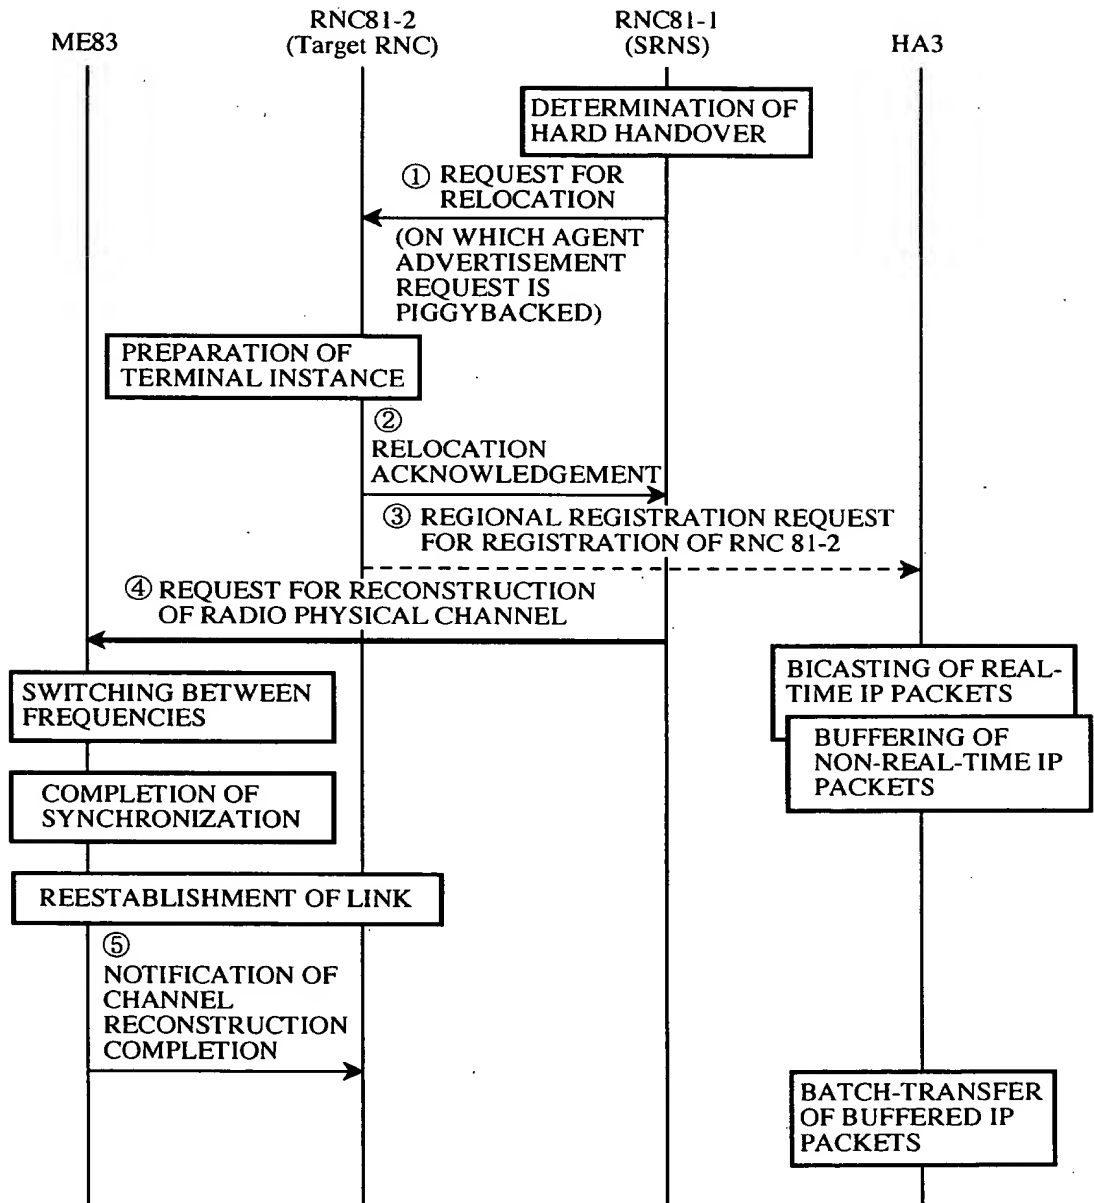 ME83
RNC81-2
(Target RNC)
RNC81-1
(SRNS)
HA3
DETERMINATION OF
HARD HANDOVER
① REQUEST FOR
RELOCATION
(ON WHICH AGENT
ADVERTISEMENT
REQUEST IS
PIGGYBACKED)
PREPARATION OF
TERMINAL INSTANCE
②
RELOCATION
ACKNOWLEDGEMENT
③ REGIONAL REGISTRATION REQUEST
FOR REGISTRATION OF RNC 81-2
④ REQUEST FOR RECONSTRUCTION
OF RADIO PHYSICAL CHANNEL
SWITCHING BETWEEN
FREQUENCIES
BICASTING OF REAL-
TIME IP PACKETS
BUFFERING OF
NON-REAL-TIME IP
PACKETS
COMPLETION OF
SYNCHRONIZATION
REESTABLISHMENT OF LINK
⑤
NOTIFICATION OF
CHANNEL
RECONSTRUCTION
COMPLETION
BATCH-TRANSFER
OF BUFFERED IP
PACKETS